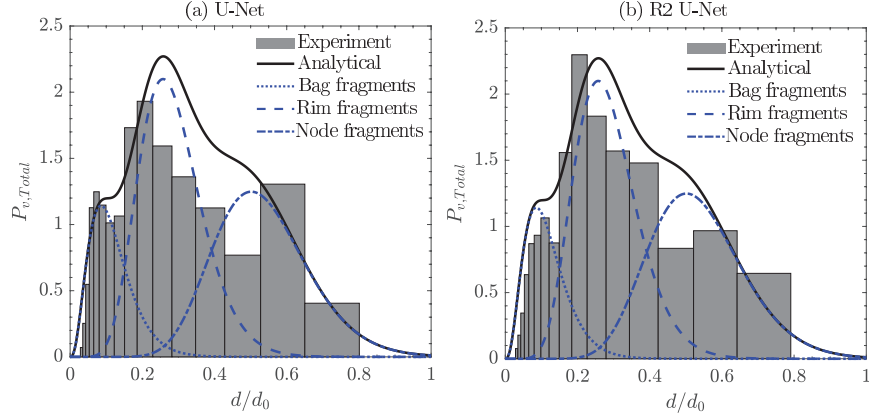 (a) U-Net
Experiment
Analytical
Bag fragments
Rim fragments
Node fragments
2.5
2
1.5
1
0.5
0
P_{v,Total}
0 0.2 0.4 0.6 0.8 1
d/d_0
(b) R2 U-Net
Experiment
Analytical
Bag fragments
Rim fragments
Node fragments
2.5
2
1.5
1
0.5
0
P_{v,Total}
0 0.2 0.4 0.6 0.8 1
d/d_0